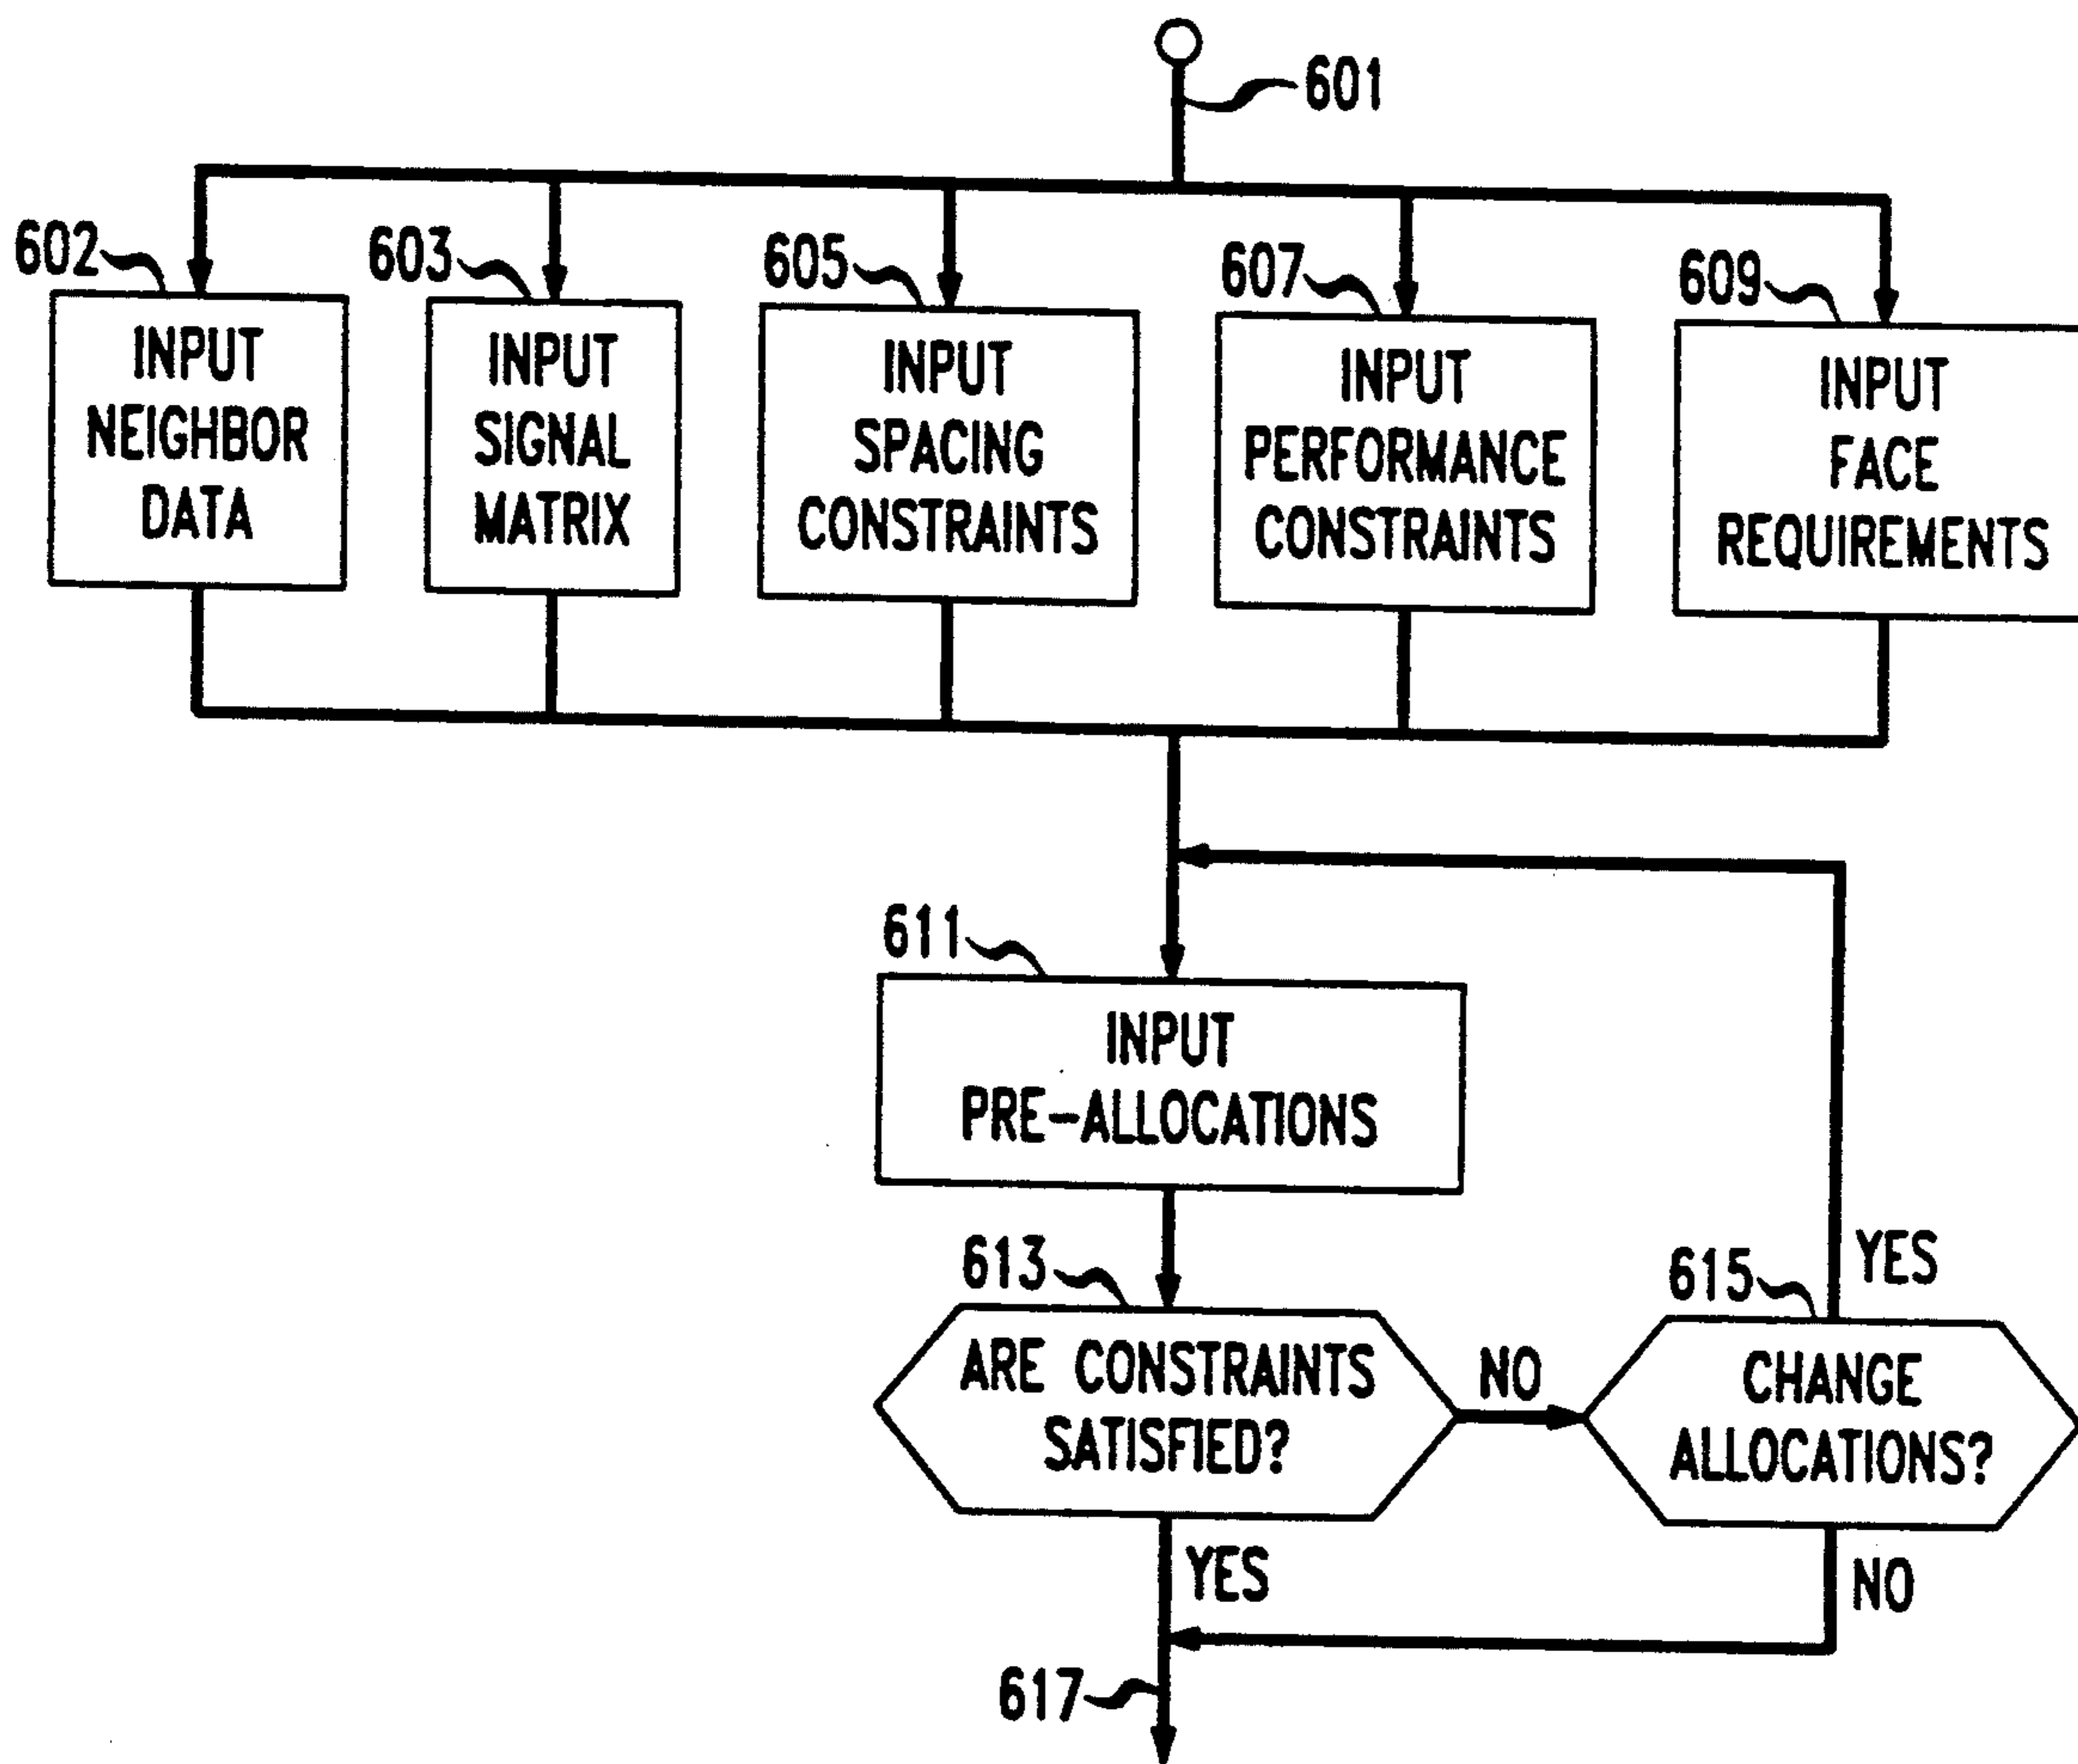 601
602
603
605
607
609
INPUT
NEIGHBOR
DATA
INPUT
SIGNAL
MATRIX
INPUT
SPACING
CONSTRAINTS
INPUT
PERFORMANCE
CONSTRAINTS
INPUT
FACE
REQUIREMENTS
611
INPUT
PRE-ALLOCATIONS
613
ARE CONSTRAINTS
SATISFIED?
NO
615
YES
CHANGE
ALLOCATIONS?
YES
NO
617